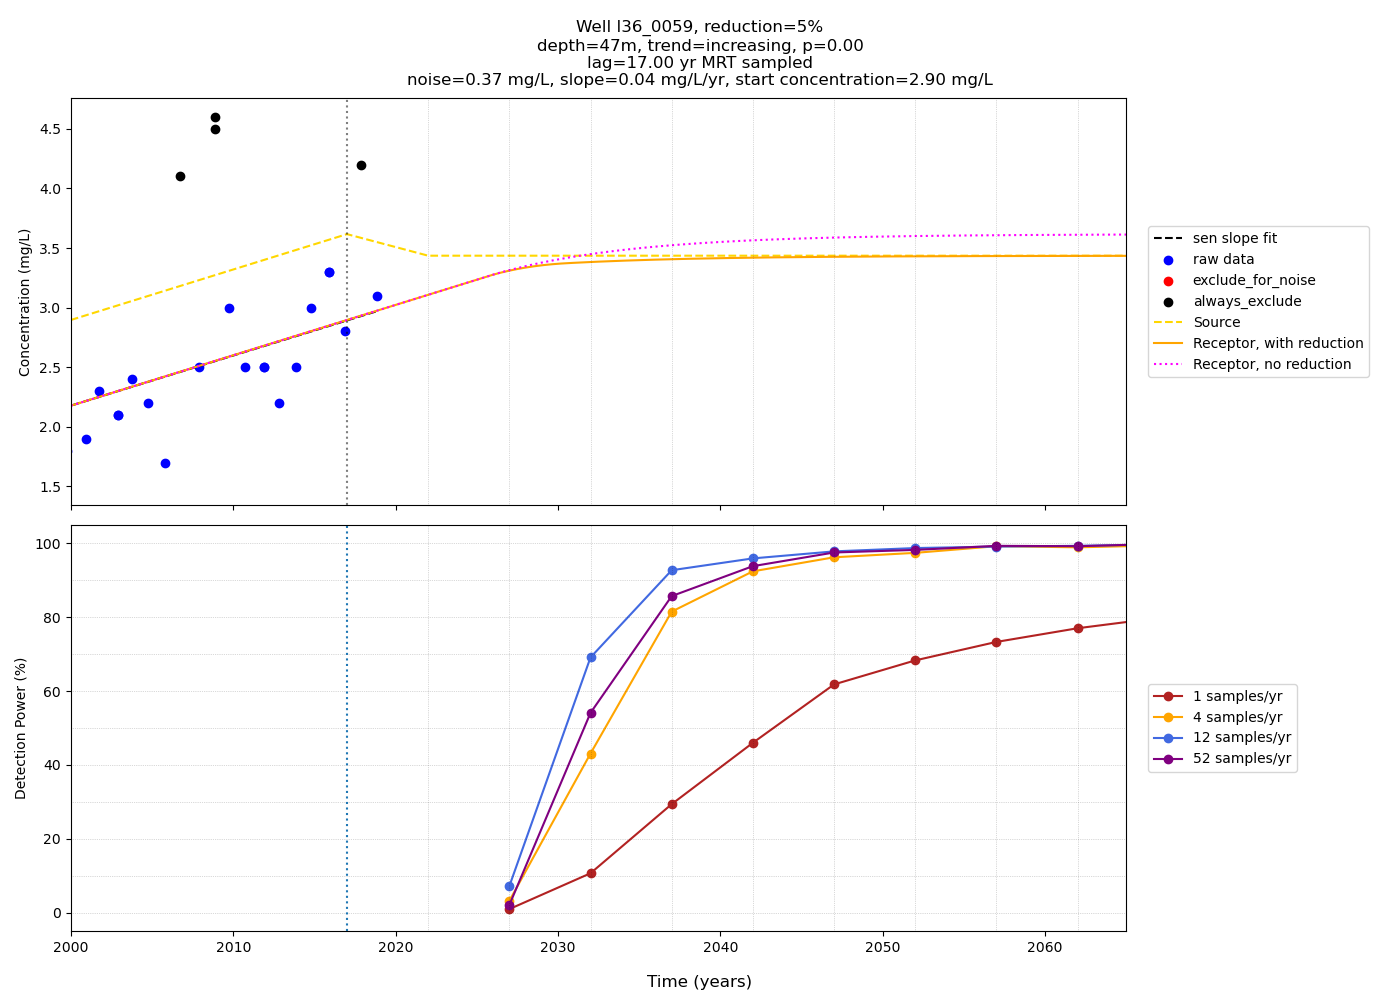 Well l36_0059, reduction=5%
depth=47m, trend=increasing, p=0.00
lag=17.00 yr MRT sampled
noise=0.37 mg/L, slope=0.04 mg/L/yr, start concentration=2.90 mg/L
Concentration (mg/L)
4.5
4.0
3.5
3.0
2.5
2.0
1.5
sen slope fit
raw data
exclude_for_noise
always_exclude
Source
Receptor, with reduction
Receptor, no reduction
Detection Power (%)
100
80
60
40
20
0
1 samples/yr
4 samples/yr
12 samples/yr
52 samples/yr
2000 2010 2020 2030 2040 2050 2060
Time (years)